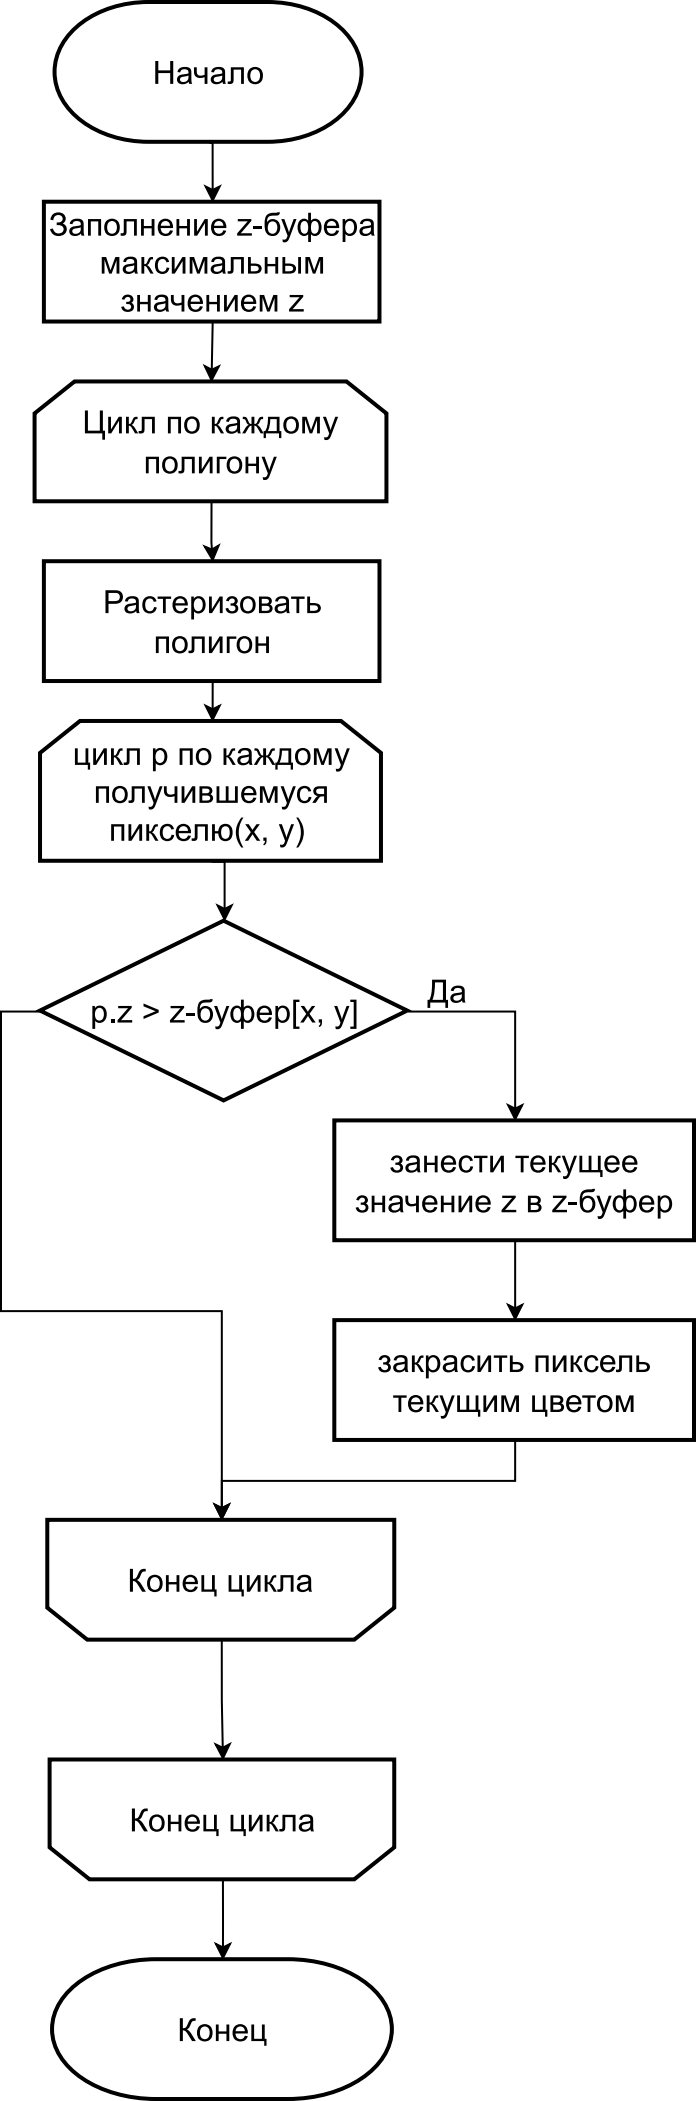 Начало
Заполнение z-буфера
максимальным
значением z
Цикл по каждому
полигону
Растеризовать
полигон
цикл p по каждому
получившемуся
пикселю(x, y)
p.z > z-буфер[x, y]
Да
занести текущее
значение z в z-буфер
закрасить пиксель
текущим цветом
Конец цикла
Конец цикла
Конец